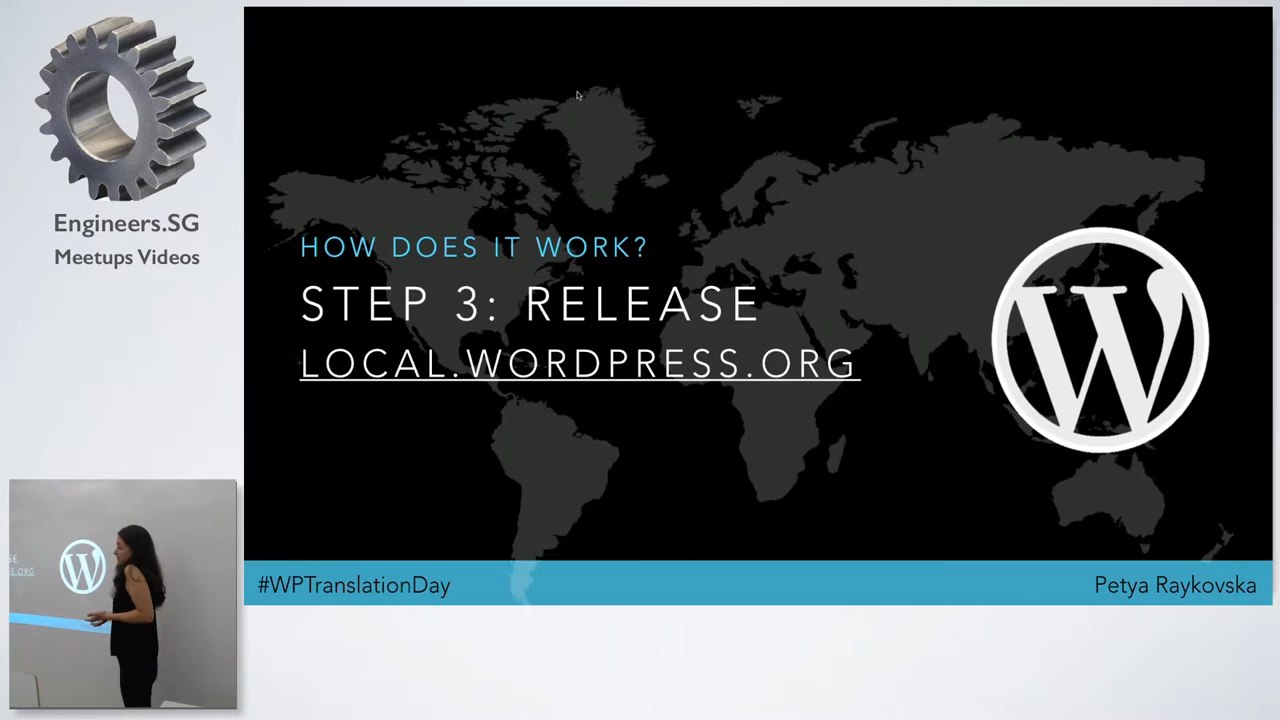 Engineers.SG
Meetups Videos
HOW DOES IT WORK?
STEP 3: RELEASE
LOCAL.WORDPRESS.ORG
#WPTranslationDay
Petya Raykovska